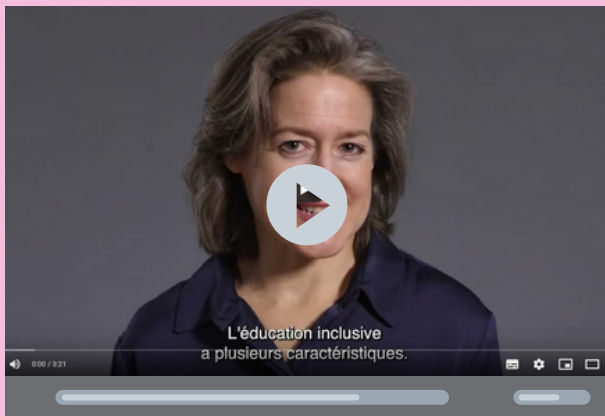 L'éducation inclusive
a plusieurs caractéristiques.
0:00 / 3:21